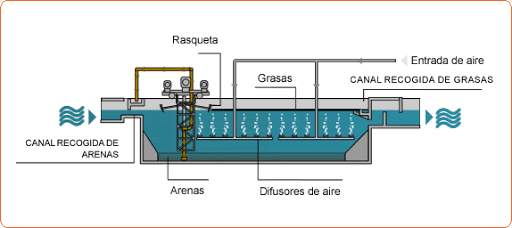 Rasqueta
Entrada de aire
Grasas
CANAL RECOGIDA DE GRASAS
CANAL RECOGIDA DE
ARENAS
Arenas
Difusores de aire